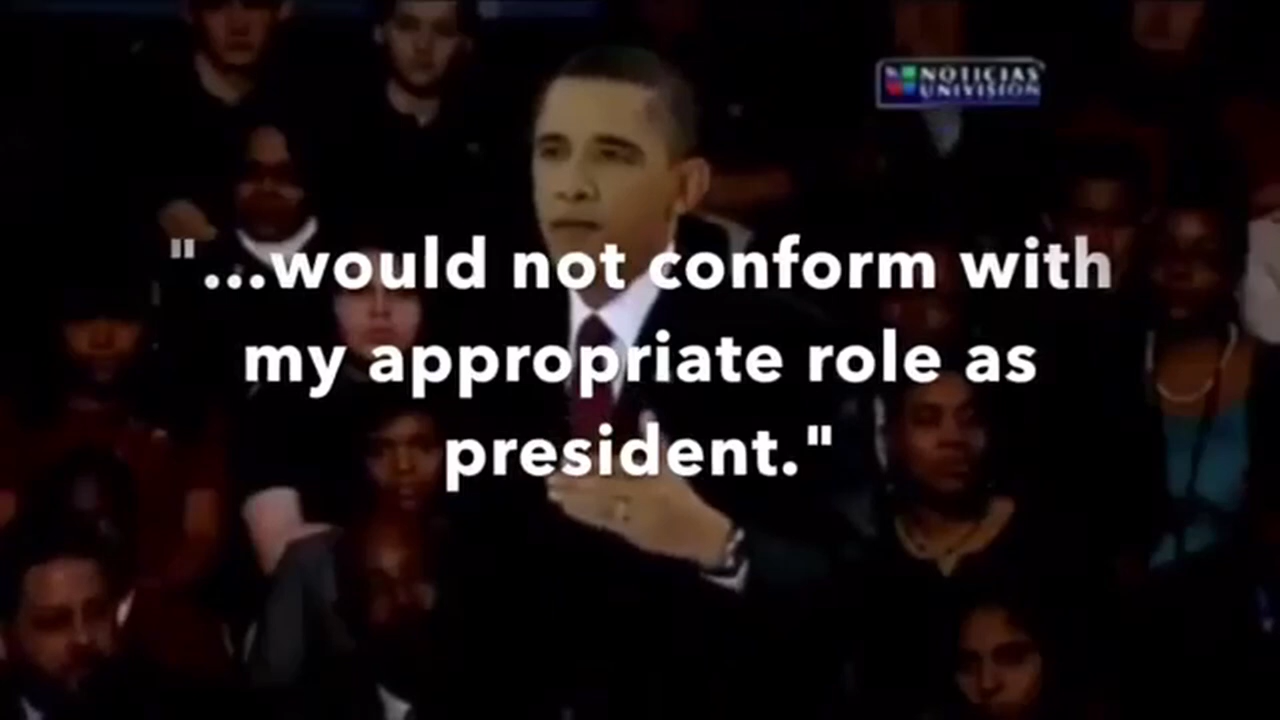 NOTICIAS
UNIVISION
"...would not conform with
my appropriate role as
president."